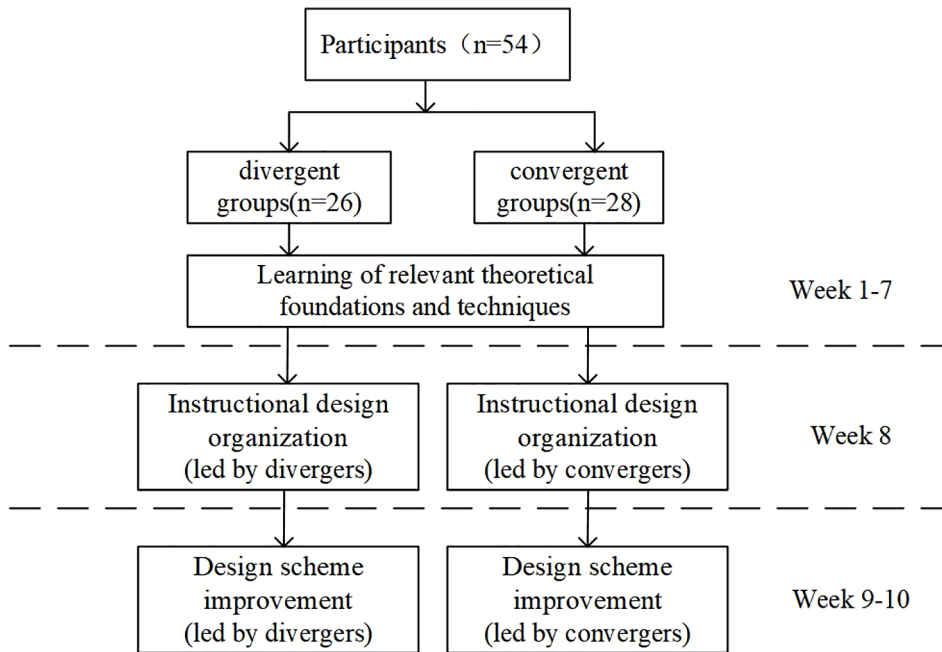 Participants（n=54）
divergent
groups(n=26)
convergent
groups(n=28)
Learning of relevant theoretical
foundations and techniques
Week 1-7
Instructional design
organization
(led by divergers)
Instructional design
organization
(led by convergers)
Week 8
Design scheme
improvement
(led by divergers)
Design scheme
improvement
(led by convergers)
Week 9-10